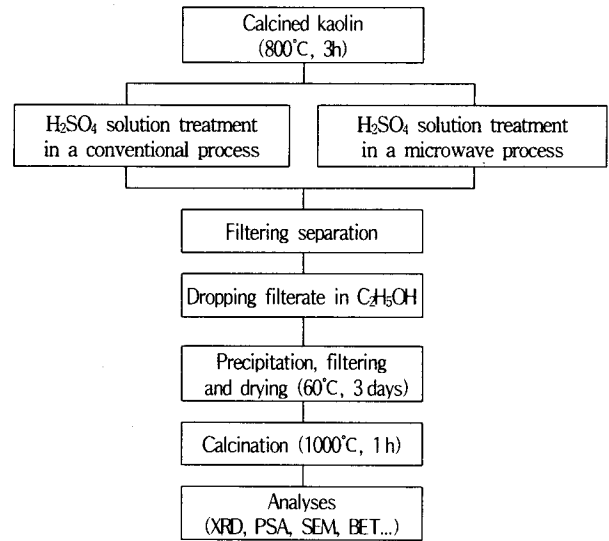 Calcined kaolin
(800℃, 3h)
H₂SO₄ solution treatment
in a conventional process
H₂SO₄ solution treatment
in a microwave process
Filtering separation
Dropping filterate in C₂H₅OH
Precipitation, filtering
and drying (60℃, 3 days)
Calcination (1000℃, 1 h)
Analyses
(XRD, PSA, SEM, BET...)